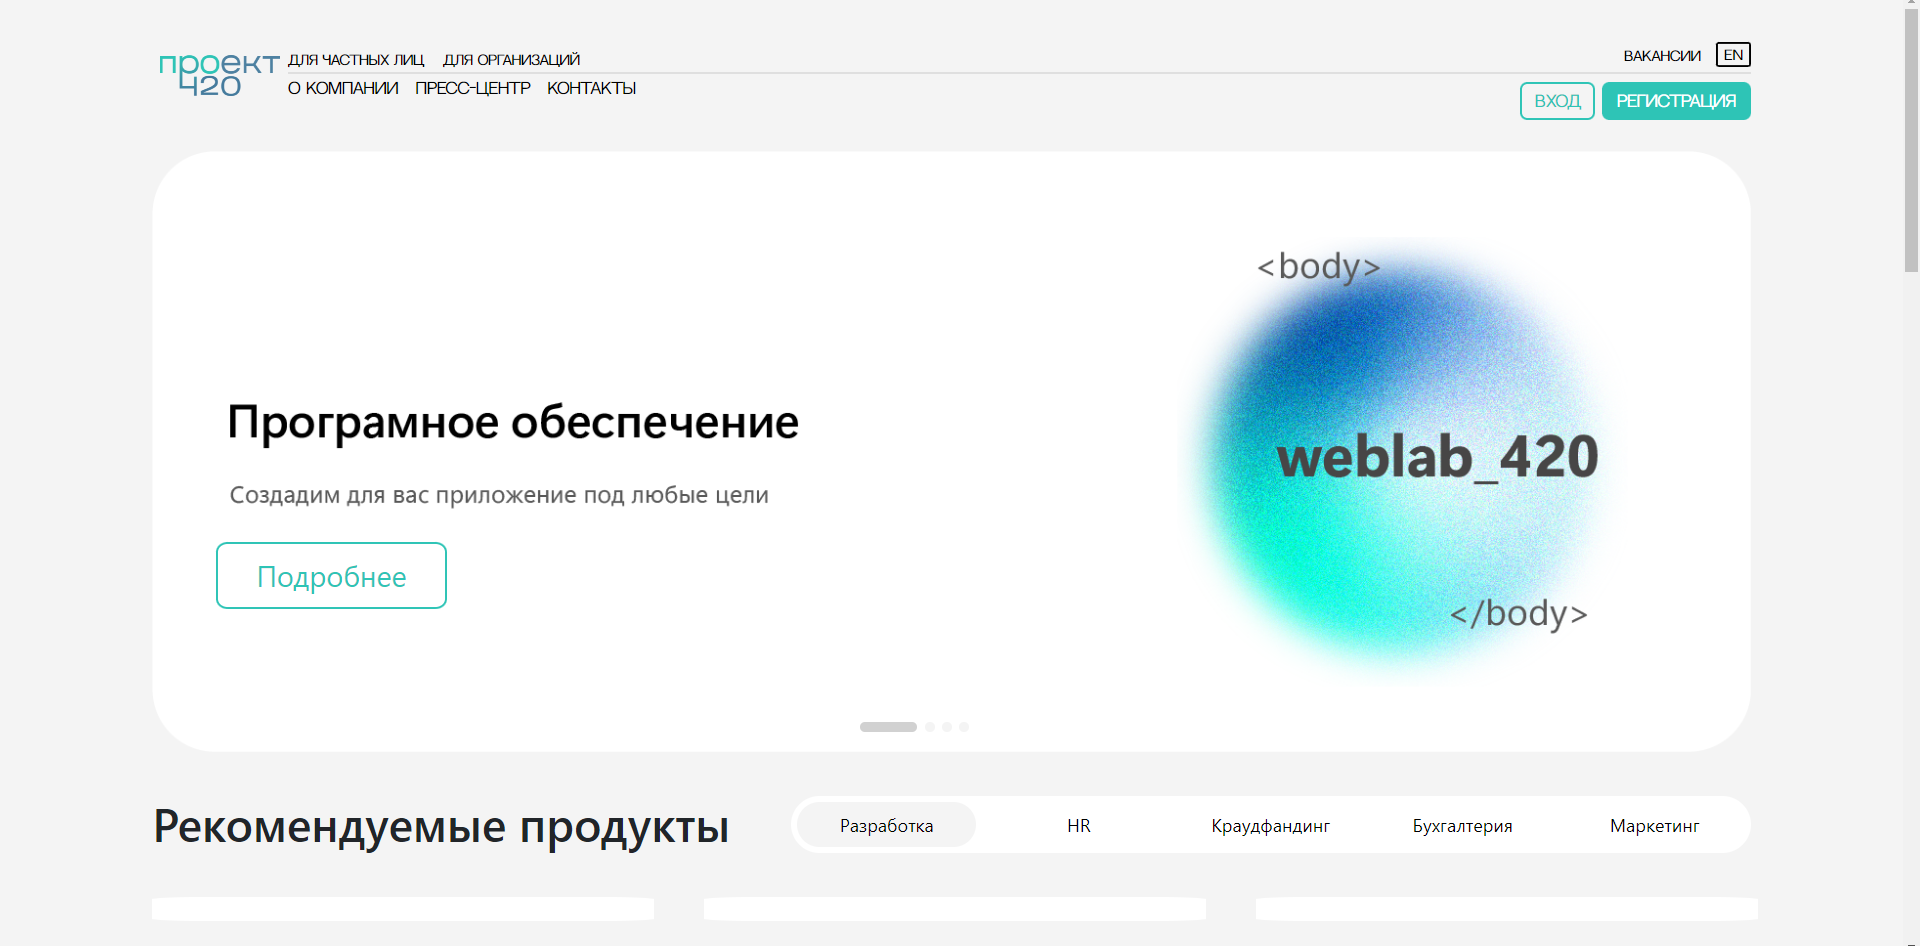 проект
420
ДЛЯ ЧАСТНЫХ ЛИЦ ДЛЯ ОРГАНИЗАЦИЙ
О КОМПАНИИ ПРЕСС-ЦЕНТР КОНТАКТЫ
ВАКАНСИИ EN
ВХОД РЕГИСТРАЦИЯ
<body>
Програмное обеспечение
weblab_420
Создадим для вас приложение под любые цели
Подробнее
</body>
Рекомендуемые продукты
Разработка HR Краудфандинг Бухгалтерия Маркетинг